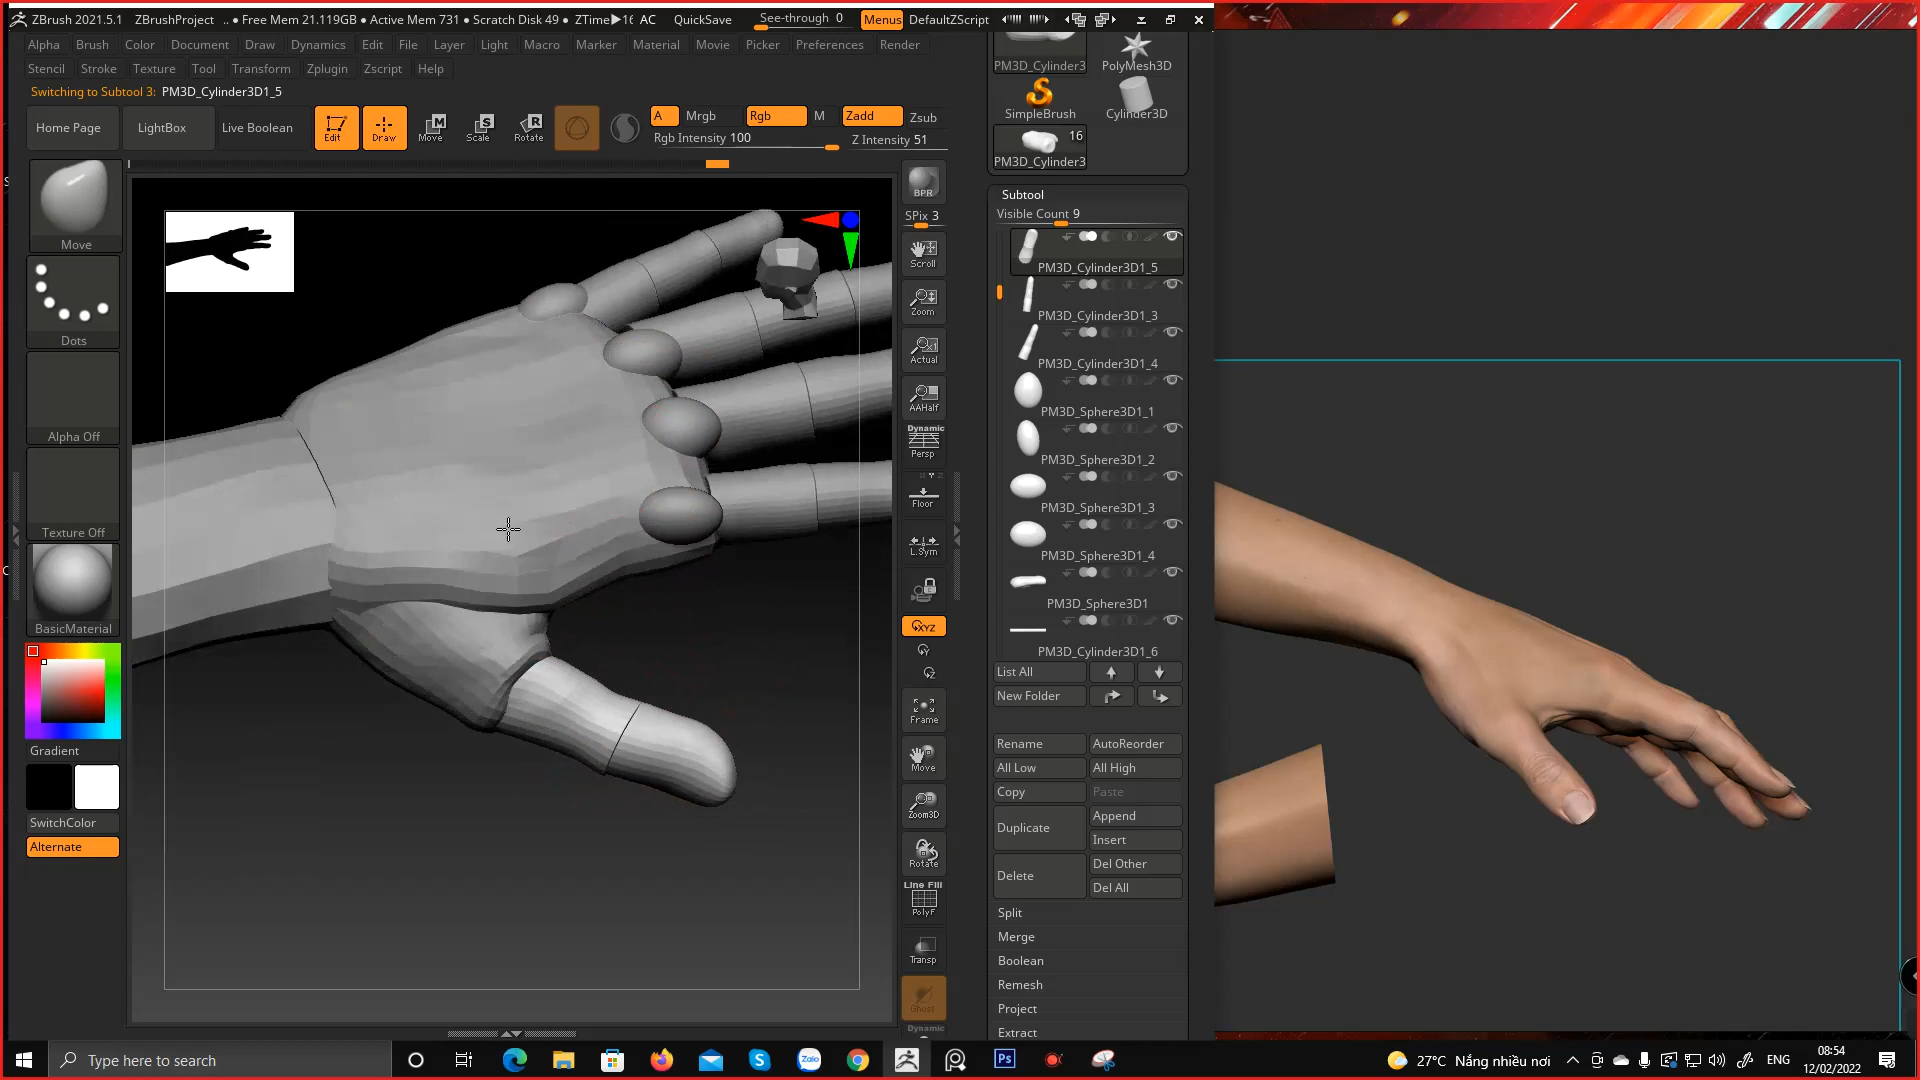 ZBrush 2021.5.1 ZBrushProject .. ● Free Mem 21.119GB ● Active Mem 731 ● Scratch Disk 49 ● ZTime▶16 AC QuickSave See-through 0 Menus DefaultZScript
Alpha Brush Color Document Draw Dynamics Edit File Layer Light Macro Marker Material Movie Picker Preferences Render
Stencil Stroke Texture Tool Transform Zplugin Zscript Help
Switching to Subtool 3: PM3D_Cylinder3D1_5
Home Page LightBox Live Boolean Edit Draw Move Scale Rotate A Mrgb Rgb M Zadd Zsub
Rgb Intensity 100 Z Intensity 51
Move
Dots
Alpha Off
Texture Off
BasicMaterial
Gradient
SwitchColor
Alternate
BPR
SPix 3
Scroll
Zoom
Actual
AAHalf
Dynamic
Persp
Floor
L.Sym
XYZ
Frame
Move
Zoom3D
Rotate
Line Fill
PolyF
Transp
Ghost
Dynamic
PM3D_Cylinder3 PolyMesh3D
SimpleBrush Cylinder3D
16
PM3D_Cylinder3
Subtool
Visible Count 9
PM3D_Cylinder3D1_5
PM3D_Cylinder3D1_3
PM3D_Cylinder3D1_4
PM3D_Sphere3D1_1
PM3D_Sphere3D1_2
PM3D_Sphere3D1_3
PM3D_Sphere3D1_4
PM3D_Sphere3D1
PM3D_Cylinder3D1_6
List All
New Folder
Rename AutoReorder
All Low All High
Copy Paste
Duplicate Append
Insert
Delete Del Other
Del All
Split
Merge
Boolean
Remesh
Project
Extract
Type here to search
Zalo
Ps
27°C Nắng nhiều nơi
ENG
08:54
12/02/2022